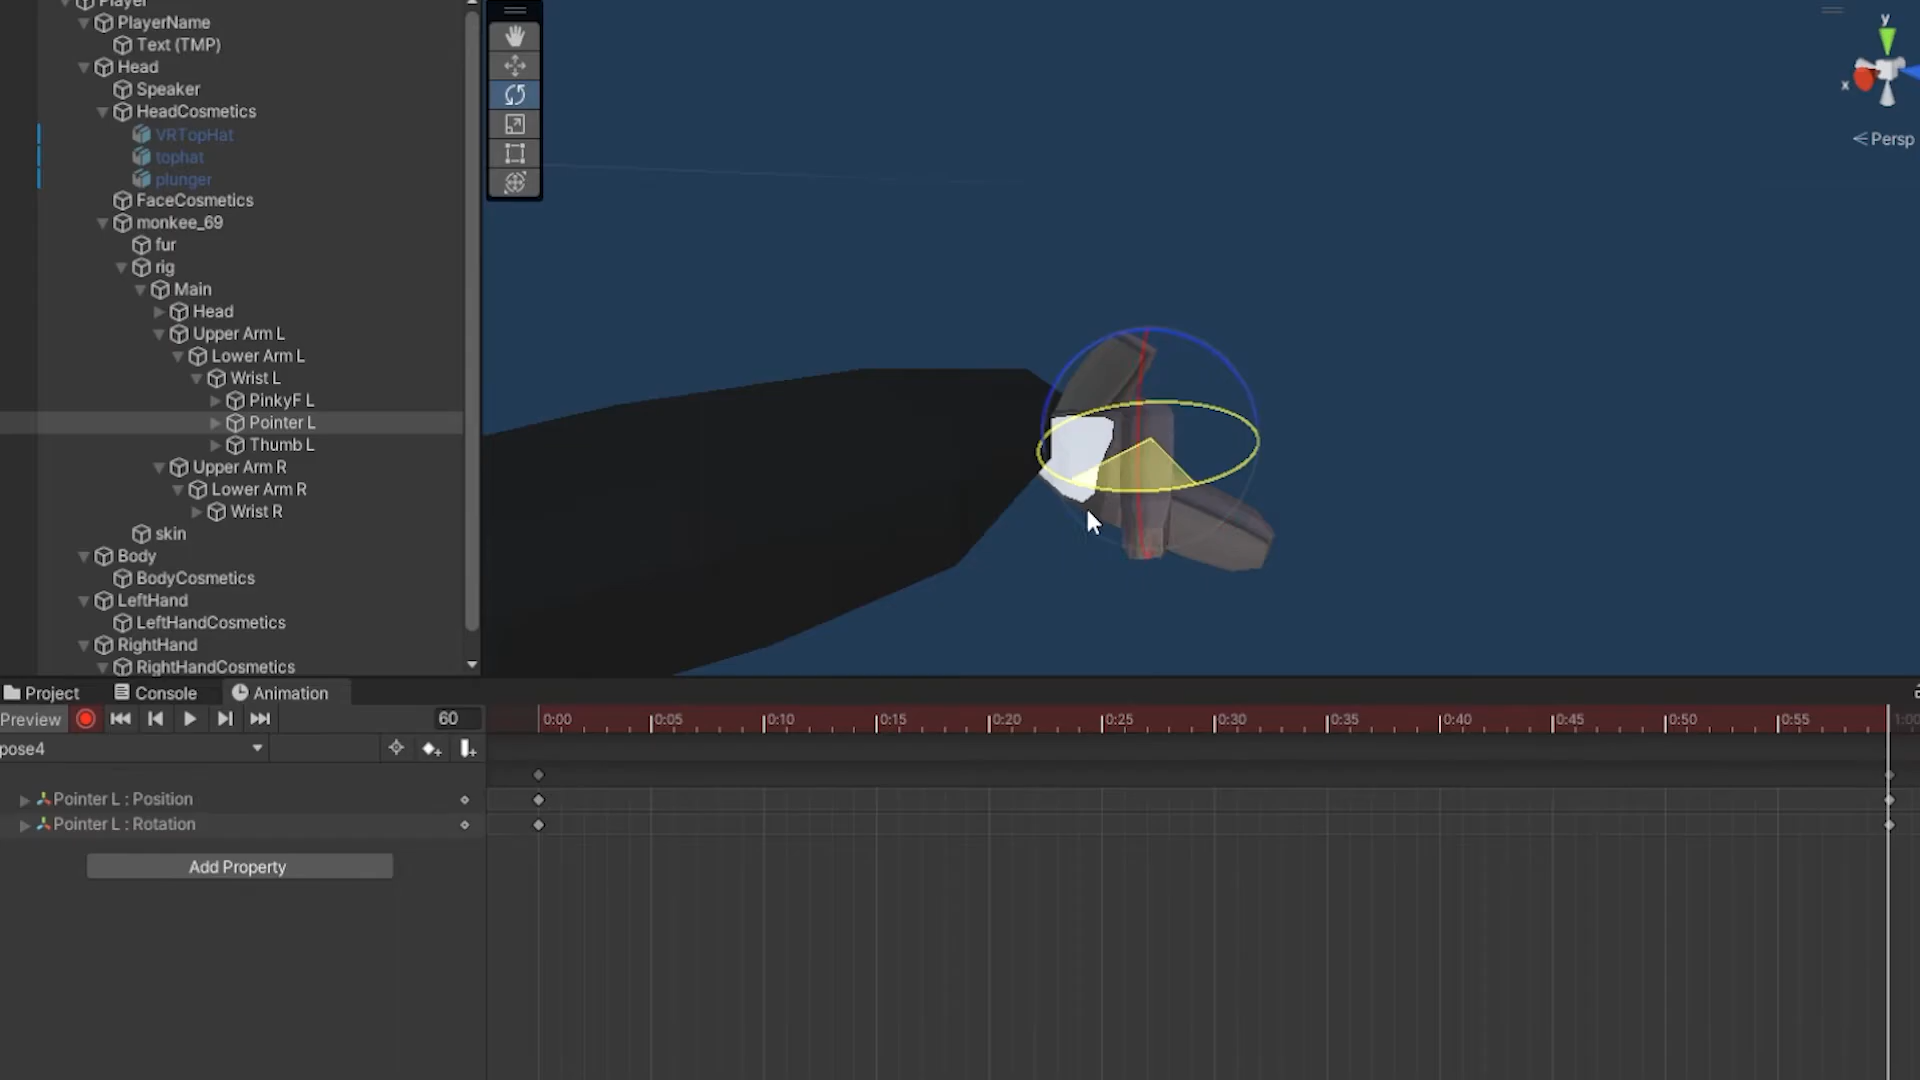 Player
PlayerName
Text (TMP)
Head
Speaker
HeadCosmetics
VRTopHat
tophat
plunger
FaceCosmetics
monkee_69
fur
rig
Main
Head
Upper Arm L
Lower Arm L
Wrist L
PinkyF L
Pointer L
Thumb L
Upper Arm R
Lower Arm R
Wrist R
skin
Body
BodyCosmetics
LeftHand
LeftHandCosmetics
RightHand
RightHandCosmetics
y
x
Persp
Project Console Animation
Preview 60 0:00 0:05 0:10 0:15 0:20 0:25 0:30 0:35 0:40 0:45 0:50 0:55 1:00
pose4
Pointer L : Position
Pointer L : Rotation
Add Property